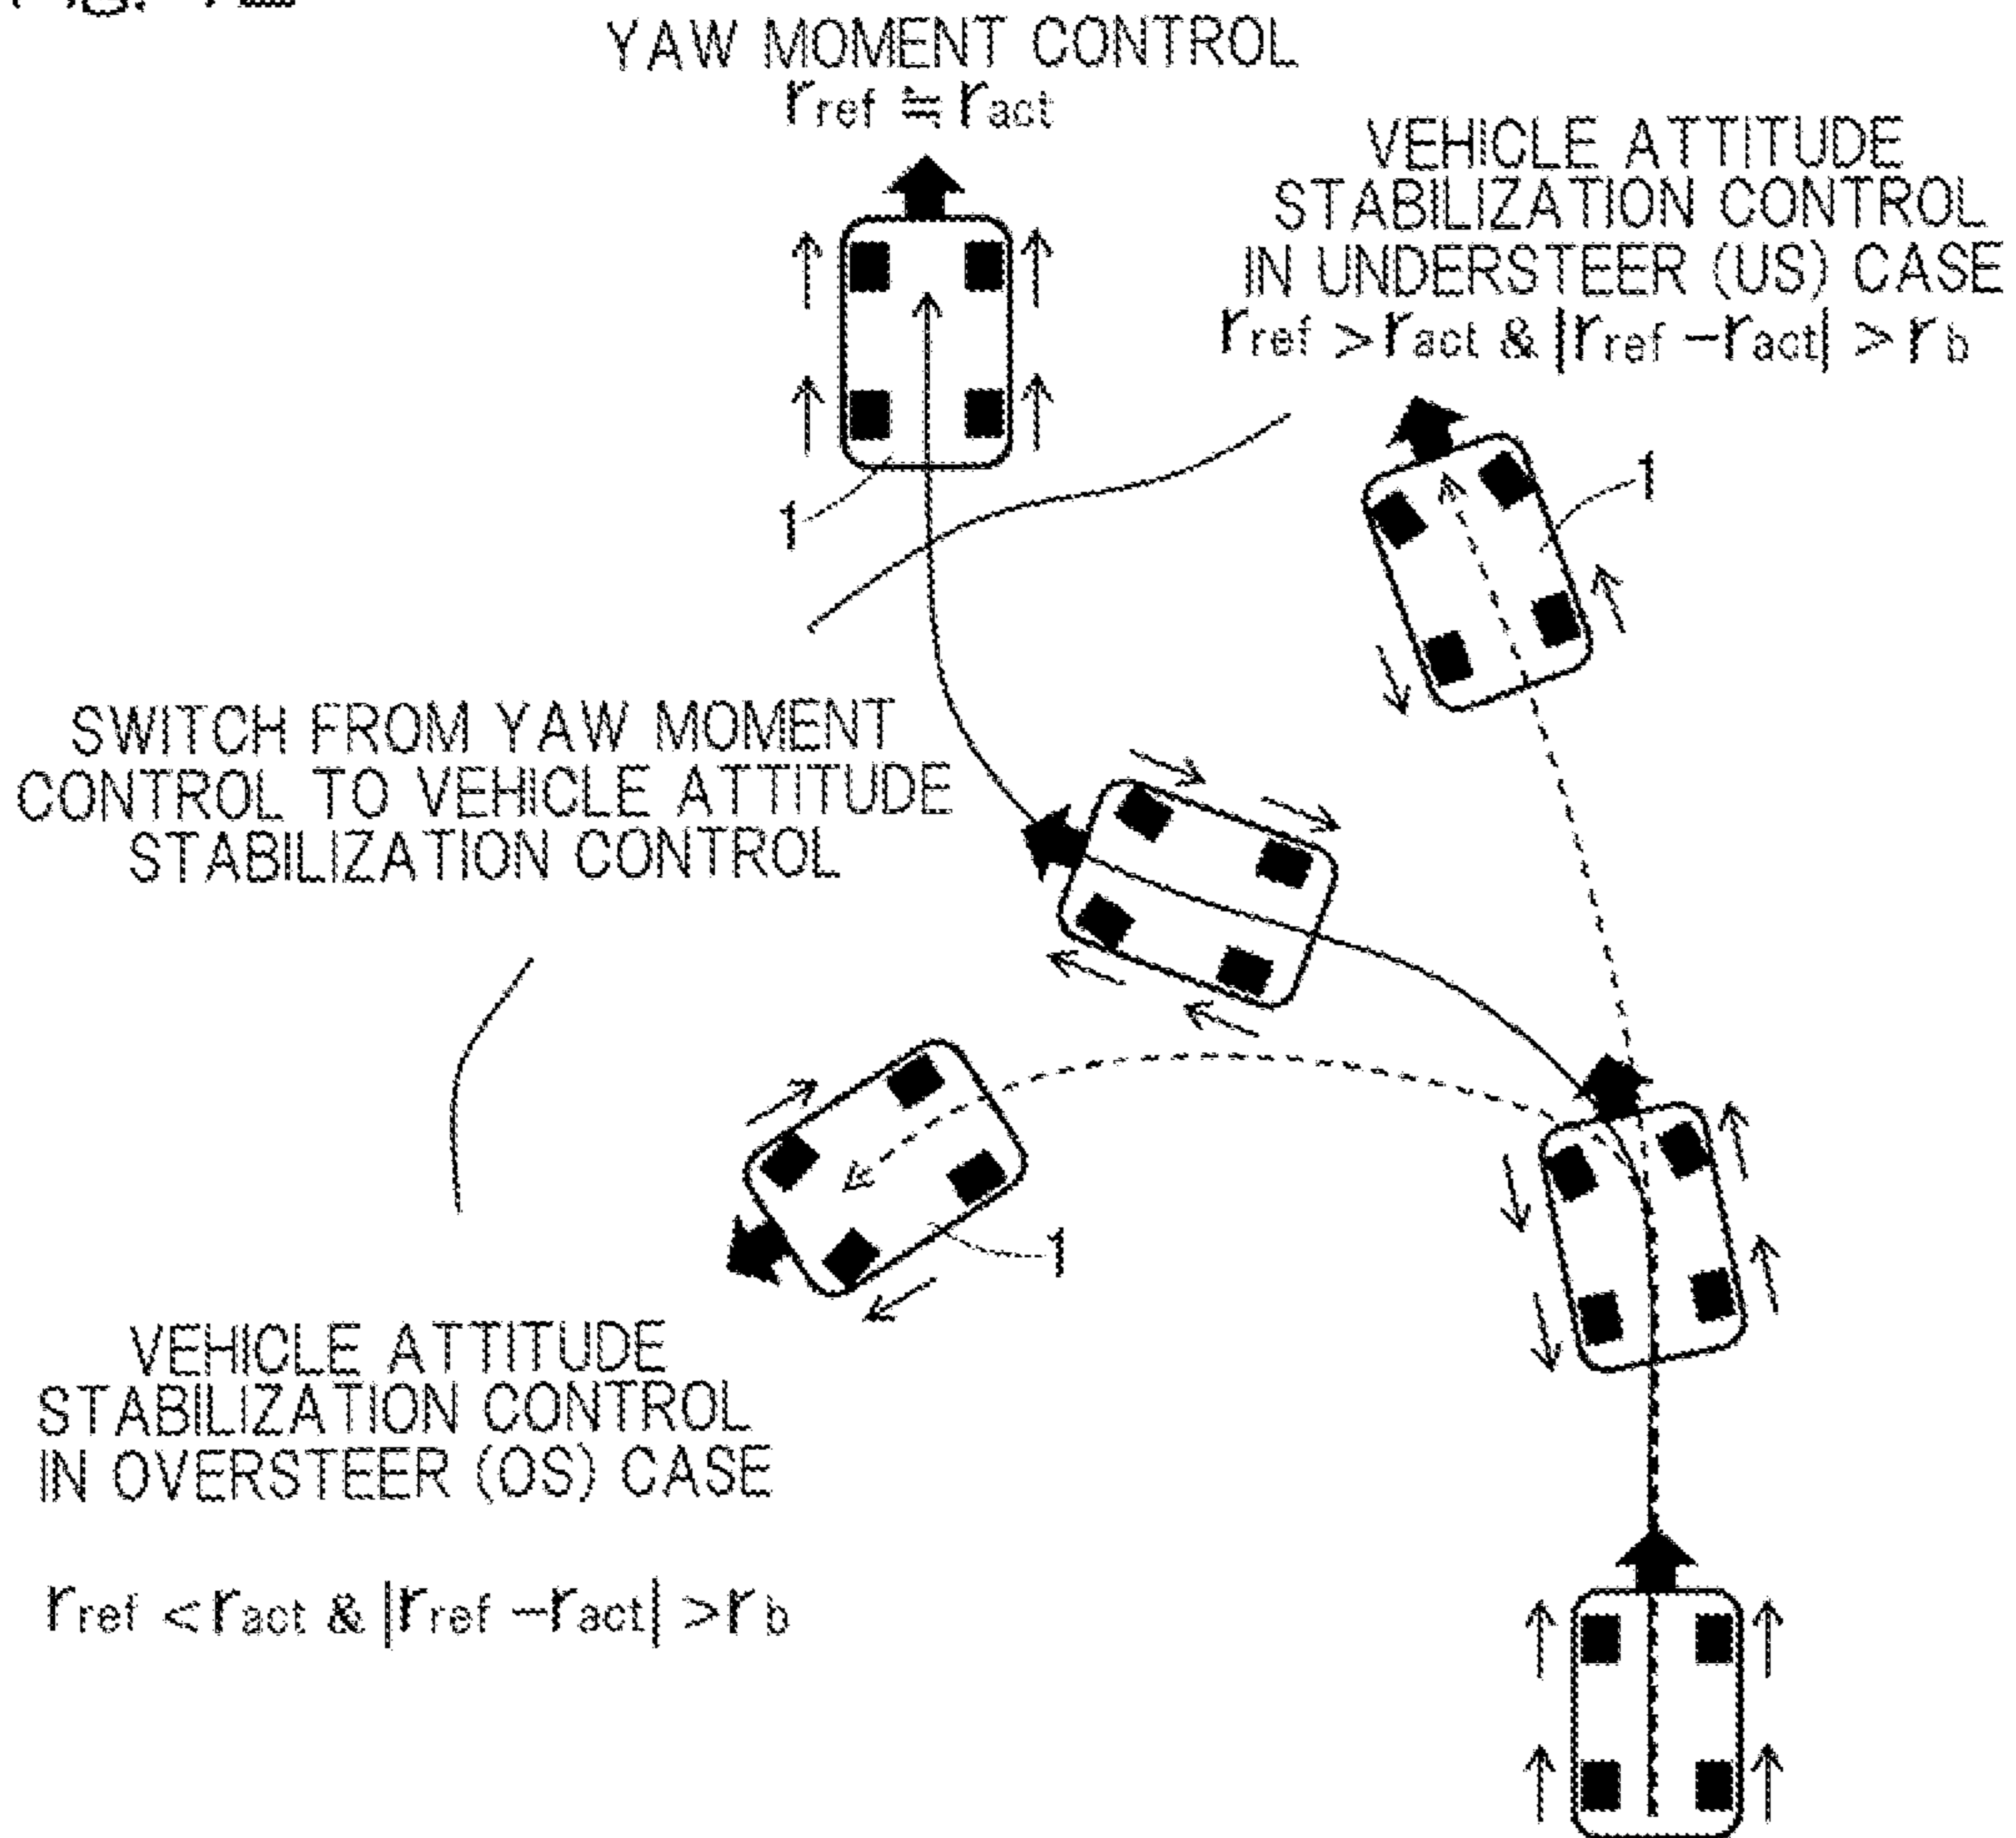 YAW MOMENT CONTROL
rref ≒ ract
VEHICLE ATTITUDE
STABILIZATION CONTROL
IN UNDERSTEER (US) CASE
rref > ract & |rref − ract| > rb
1
1
SWITCH FROM YAW MOMENT
CONTROL TO VEHICLE ATTITUDE
STABILIZATION CONTROL
1
VEHICLE ATTITUDE
STABILIZATION CONTROL
IN OVERSTEER (OS) CASE
rref < ract & |rref − ract| > rb